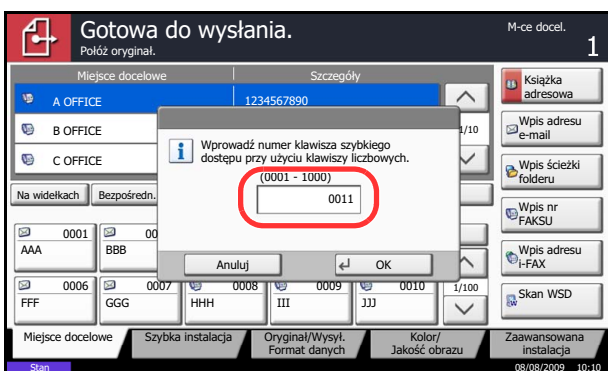 Gotowa do wysłania.
Połóż oryginał.
M-ce docel.
1
Miejsce docelowe
Szczegóły
A OFFICE
1234567890
B OFFICE
1/10
C OFFICE
Wprowadź numer klawisza szybkiego
dostępu przy użyciu klawiszy liczbowych.
(0001 - 1000)
0011
Anuluj
OK
Na widełkach
Bezpośredn.
0001
AAA
00
BBB
0006
FFF
0007
GGG
0008
HHH
0009
III
0010
JJJ
1/100
Książka
adresowa
Wpis adresu
e-mail
Wpis ścieżki
folderu
Wpis nr
FAKSU
Wpis adresu
i-FAX
Skan WSD
Miejsce docelowe
Szybka instalacja
Oryginał/Wysył.
Format danych
Kolor/
Jakość obrazu
Zaawansowana
instalacja
Stan
08/08/2009 10:10